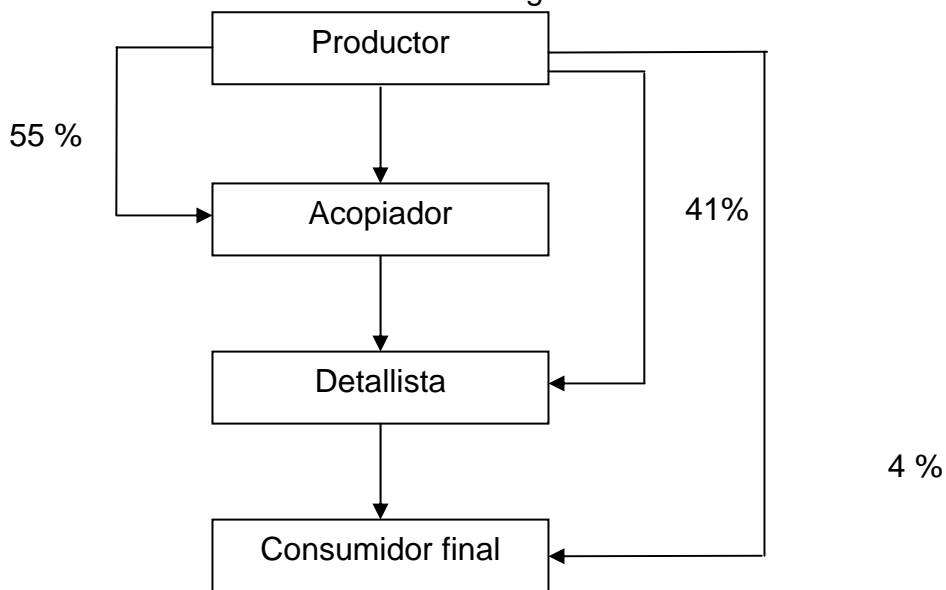 Productor
55 %
Acopiador
41%
Detallista
4 %
Consumidor final